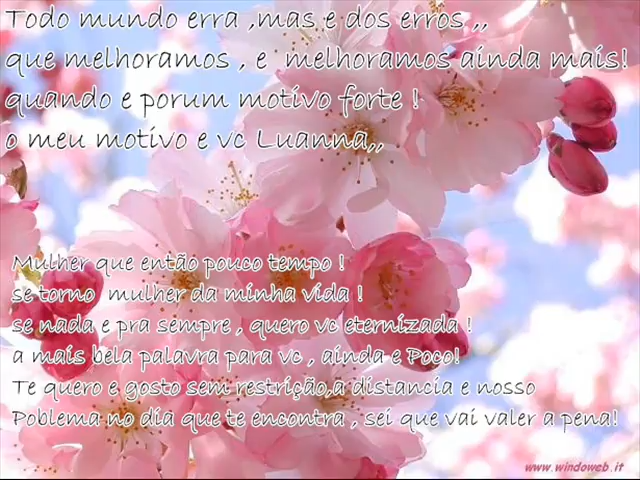 Todo mundo erra ,mas e dos erros ,,
que melhoramos , e melhoramos ainda mais!
quando e porum motivo forte !
o meu motivo e vc Luanna,,
Mulher que então pouco tempo !
se torno mulher da minha vida !
se nada e pra sempre , quero vc eternizada !
a mais bela palavra para vc , ainda e Poco!
Te quero e gosto sem restrição,a distancia e nosso
Poblema no dia que te encontra , sei que vai valer a pena!
www.windoweb.it